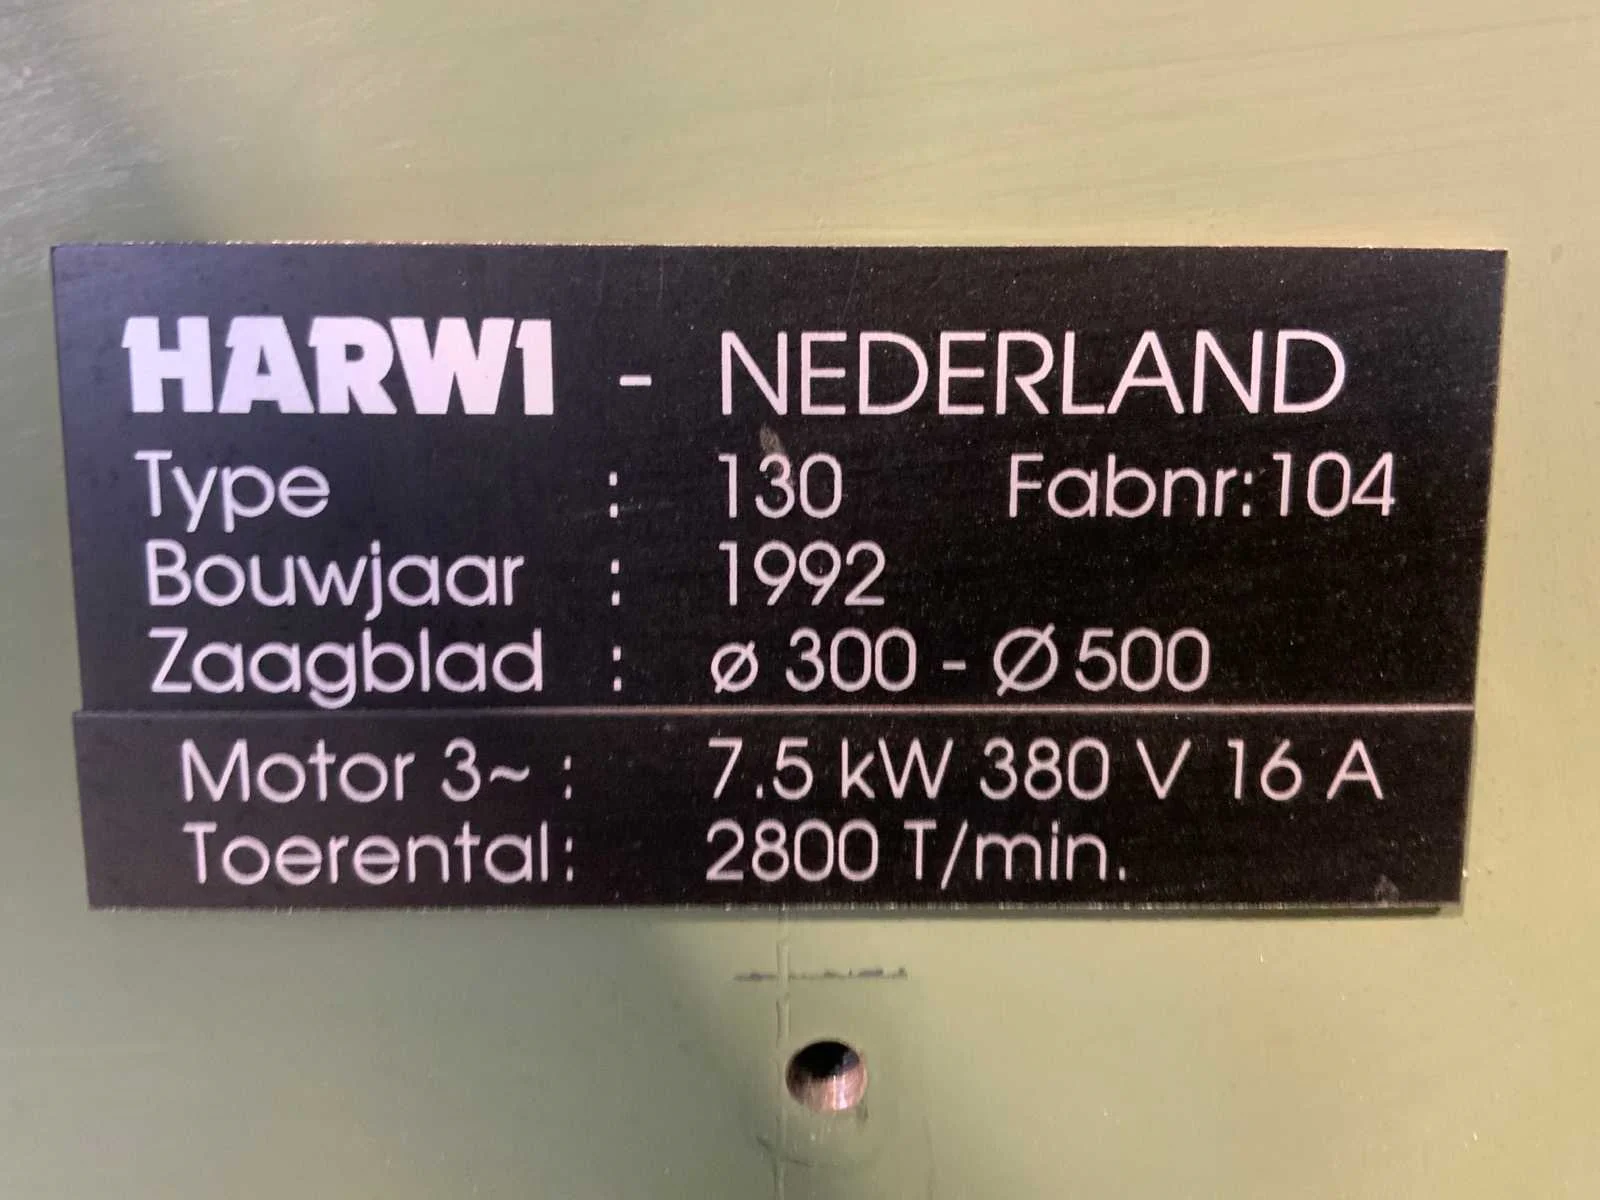 HARWI - NEDERLAND
Type : 130 Fabnr: 104
Bouwjaar : 1992
Zaagblad : ø 300 - Ø 500
Motor 3~ : 7.5 kW 380 V 16 A
Toerental : 2800 T/min.